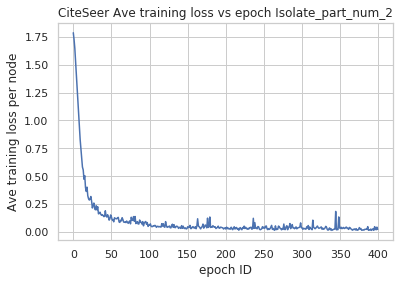 CiteSeer Ave training loss vs epoch Isolate_part_num_2
Ave training loss per node
1.75
1.50
1.25
1.00
0.75
0.50
0.25
0.00
0 50 100 150 200 250 300 350 400
epoch ID